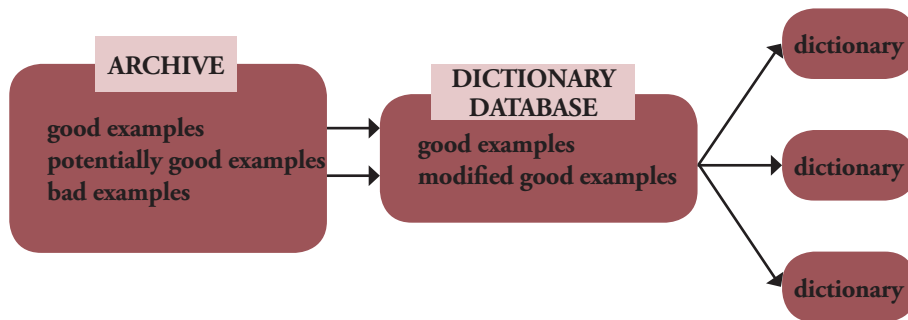 ARCHIVE
good examples
potentially good examples
bad examples
DICTIONARY
DATABASE
good examples
modified good examples
dictionary
dictionary
dictionary